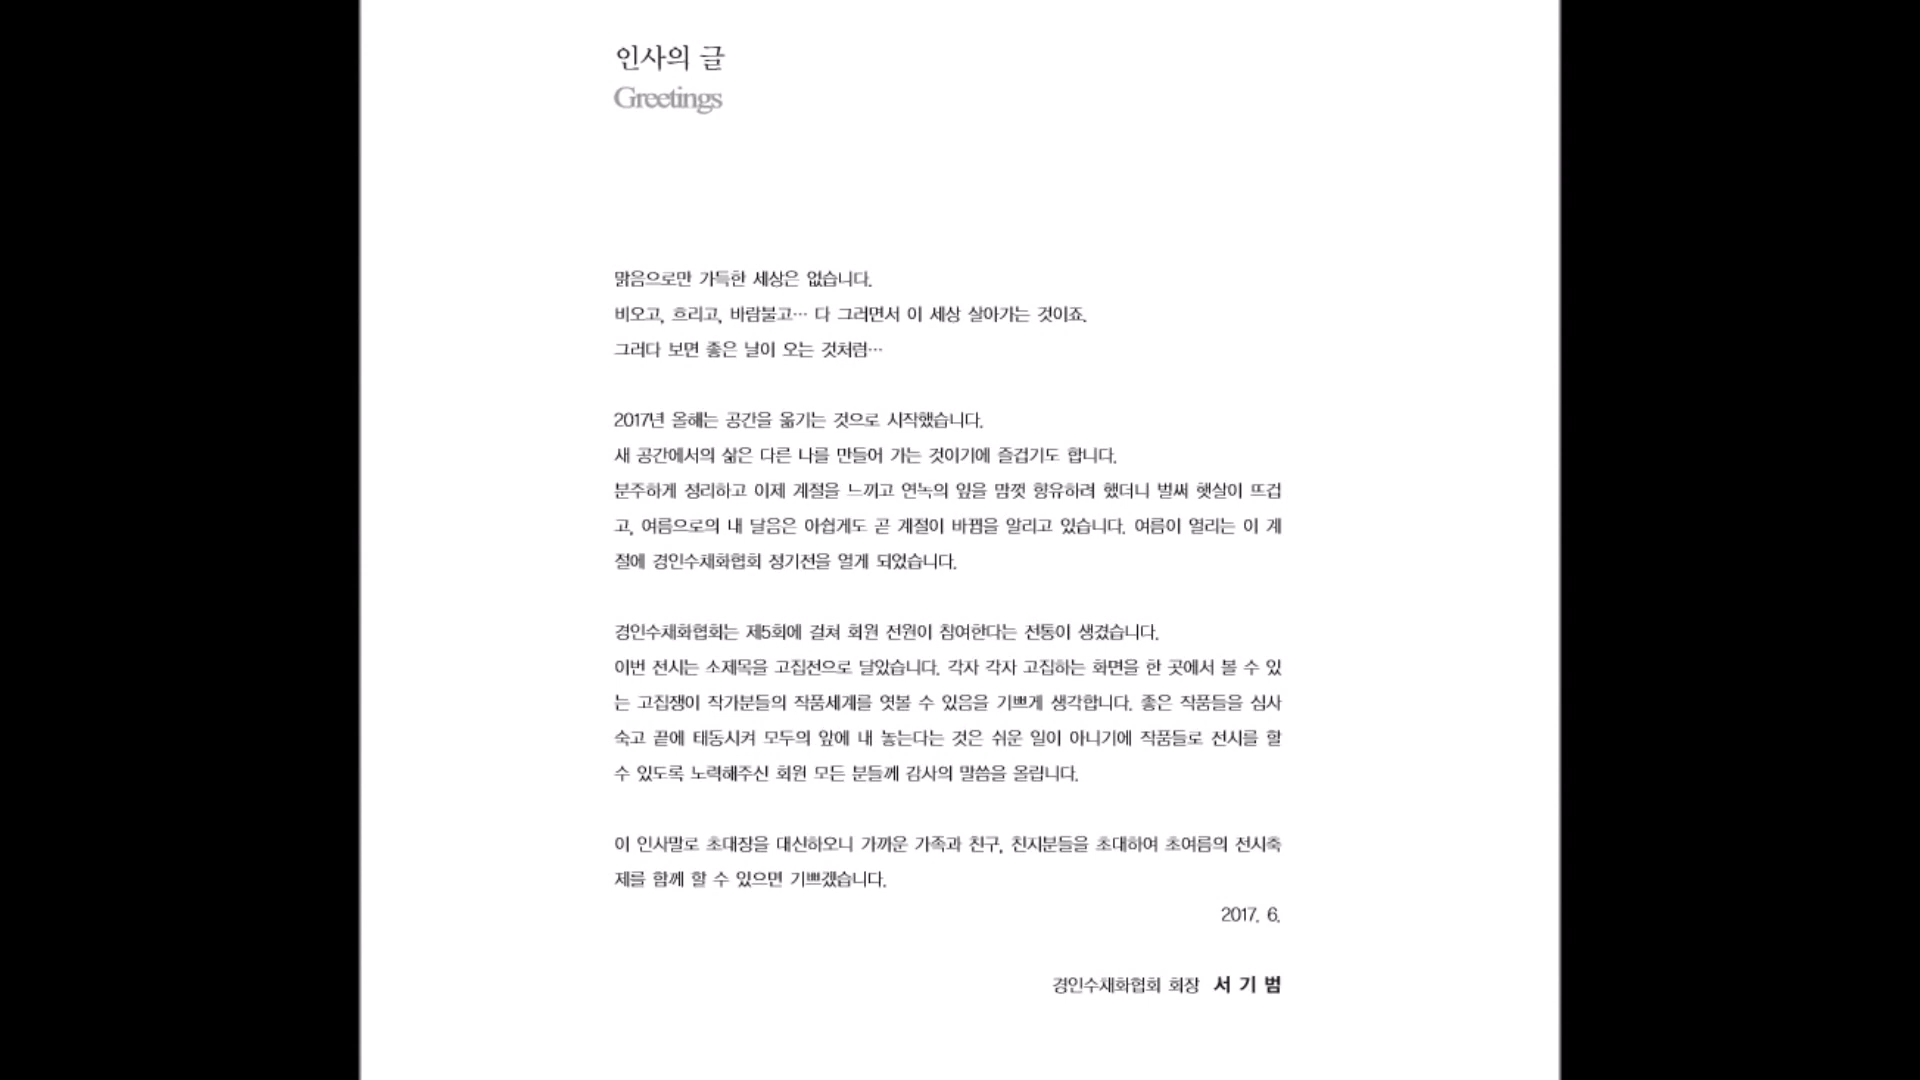 인사의 글
Greetings
맑음으로만 가득한 세상은 없습니다.
비오고, 흐리고, 바람불고… 다 그러면서 이 세상 살아가는 것이죠.
그러다 보면 좋은 날이 오는 것처럼…
2017년 올해는 공간을 옮기는 것으로 시작했습니다.
새 공간에서의 삶은 다른 나를 만들어 가는 것이기에 즐겁기도 합니다.
분주하게 정리하고 이제 계절을 느끼고 연녹의 잎을 맘껏 향유하려 했더니 벌써 햇살이 뜨겁
고, 여름으로의 내 달음은 아쉽게도 곧 계절이 바뀜을 알리고 있습니다. 여름이 열리는 이 계
절에 경인수채화협회 정기전을 열게 되었습니다.
경인수채화협회는 제5회에 걸쳐 회원 전원이 참여한다는 전통이 생겼습니다.
이번 전시는 소제목을 고집전으로 달았습니다. 각자 각자 고집하는 화면을 한 곳에서 볼 수 있
는 고집쟁이 작가분들의 작품세계를 엿볼 수 있음을 기쁘게 생각합니다. 좋은 작품들을 심사
숙고 끝에 태동시켜 모두의 앞에 내 놓는다는 것은 쉬운 일이 아니기에 작품들로 전시를 할
수 있도록 노력해주신 회원 모든 분들께 감사의 말씀을 올립니다.
이 인사말로 초대장을 대신하오니 가까운 가족과 친구, 친지분들을 초대하여 초여름의 전시축
제를 함께 할 수 있으면 기쁘겠습니다.
2017. 6.
경인수채화협회 회장 서 기 범